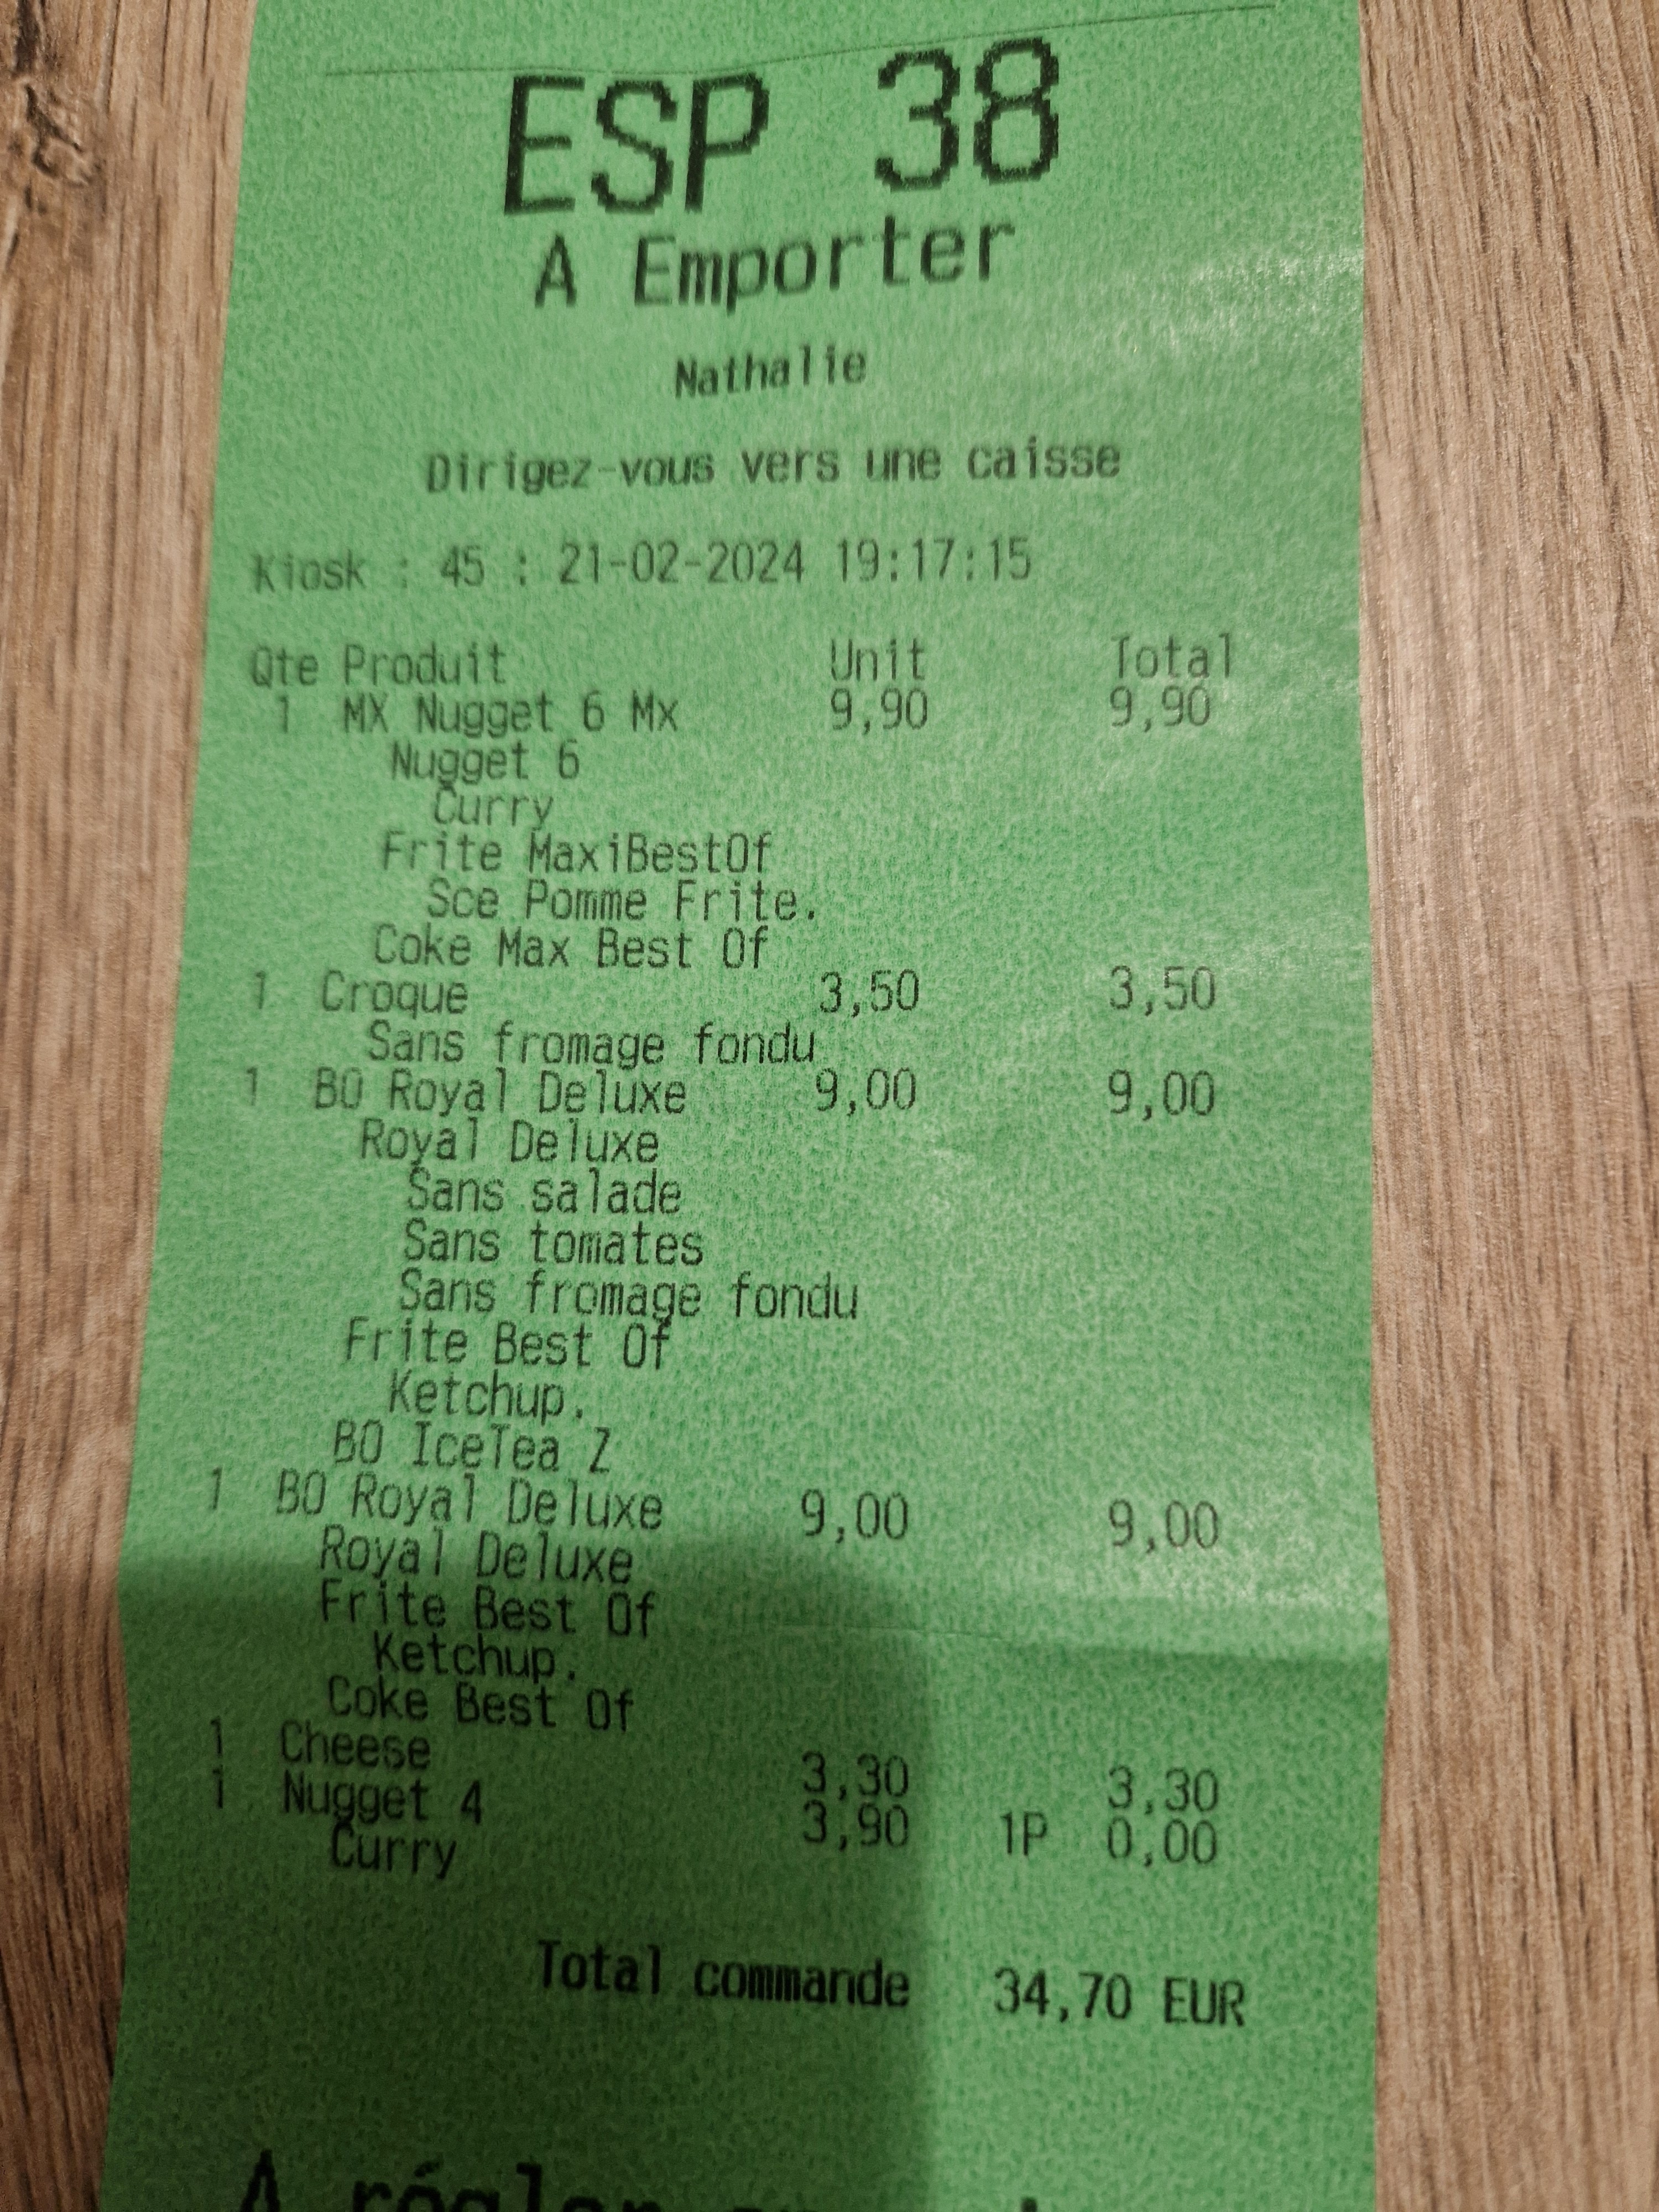 ESP 38
A Emporter
Nathalie
Dirigez-vous vers une caisse
Kiosk : 45 : 21-02-2024 19:17:15
Qte Produit Unit Total
1 MX Nugget 6 Mx 9,90 9,90
Nugget 6
Curry
Frite MaxiBestOf
Sce Pomme Frite.
Coke Max Best Of
1 Croque 3,50 3,50
Sans fromage fondu
1 BO Royal Deluxe 9,00 9,00
Royal Deluxe
Sans salade
Sans tomates
Sans fromage fondu
Frite Best Of
Ketchup.
BO IceTea Z
1 BO Royal Deluxe 9,00 9,00
Royal Deluxe
Frite Best Of
Ketchup.
Coke Best Of
1 Cheese 3,30 3,30
1 Nugget 4 3,90 1P 0,00
Curry
Total commande 34,70 EUR
A régler